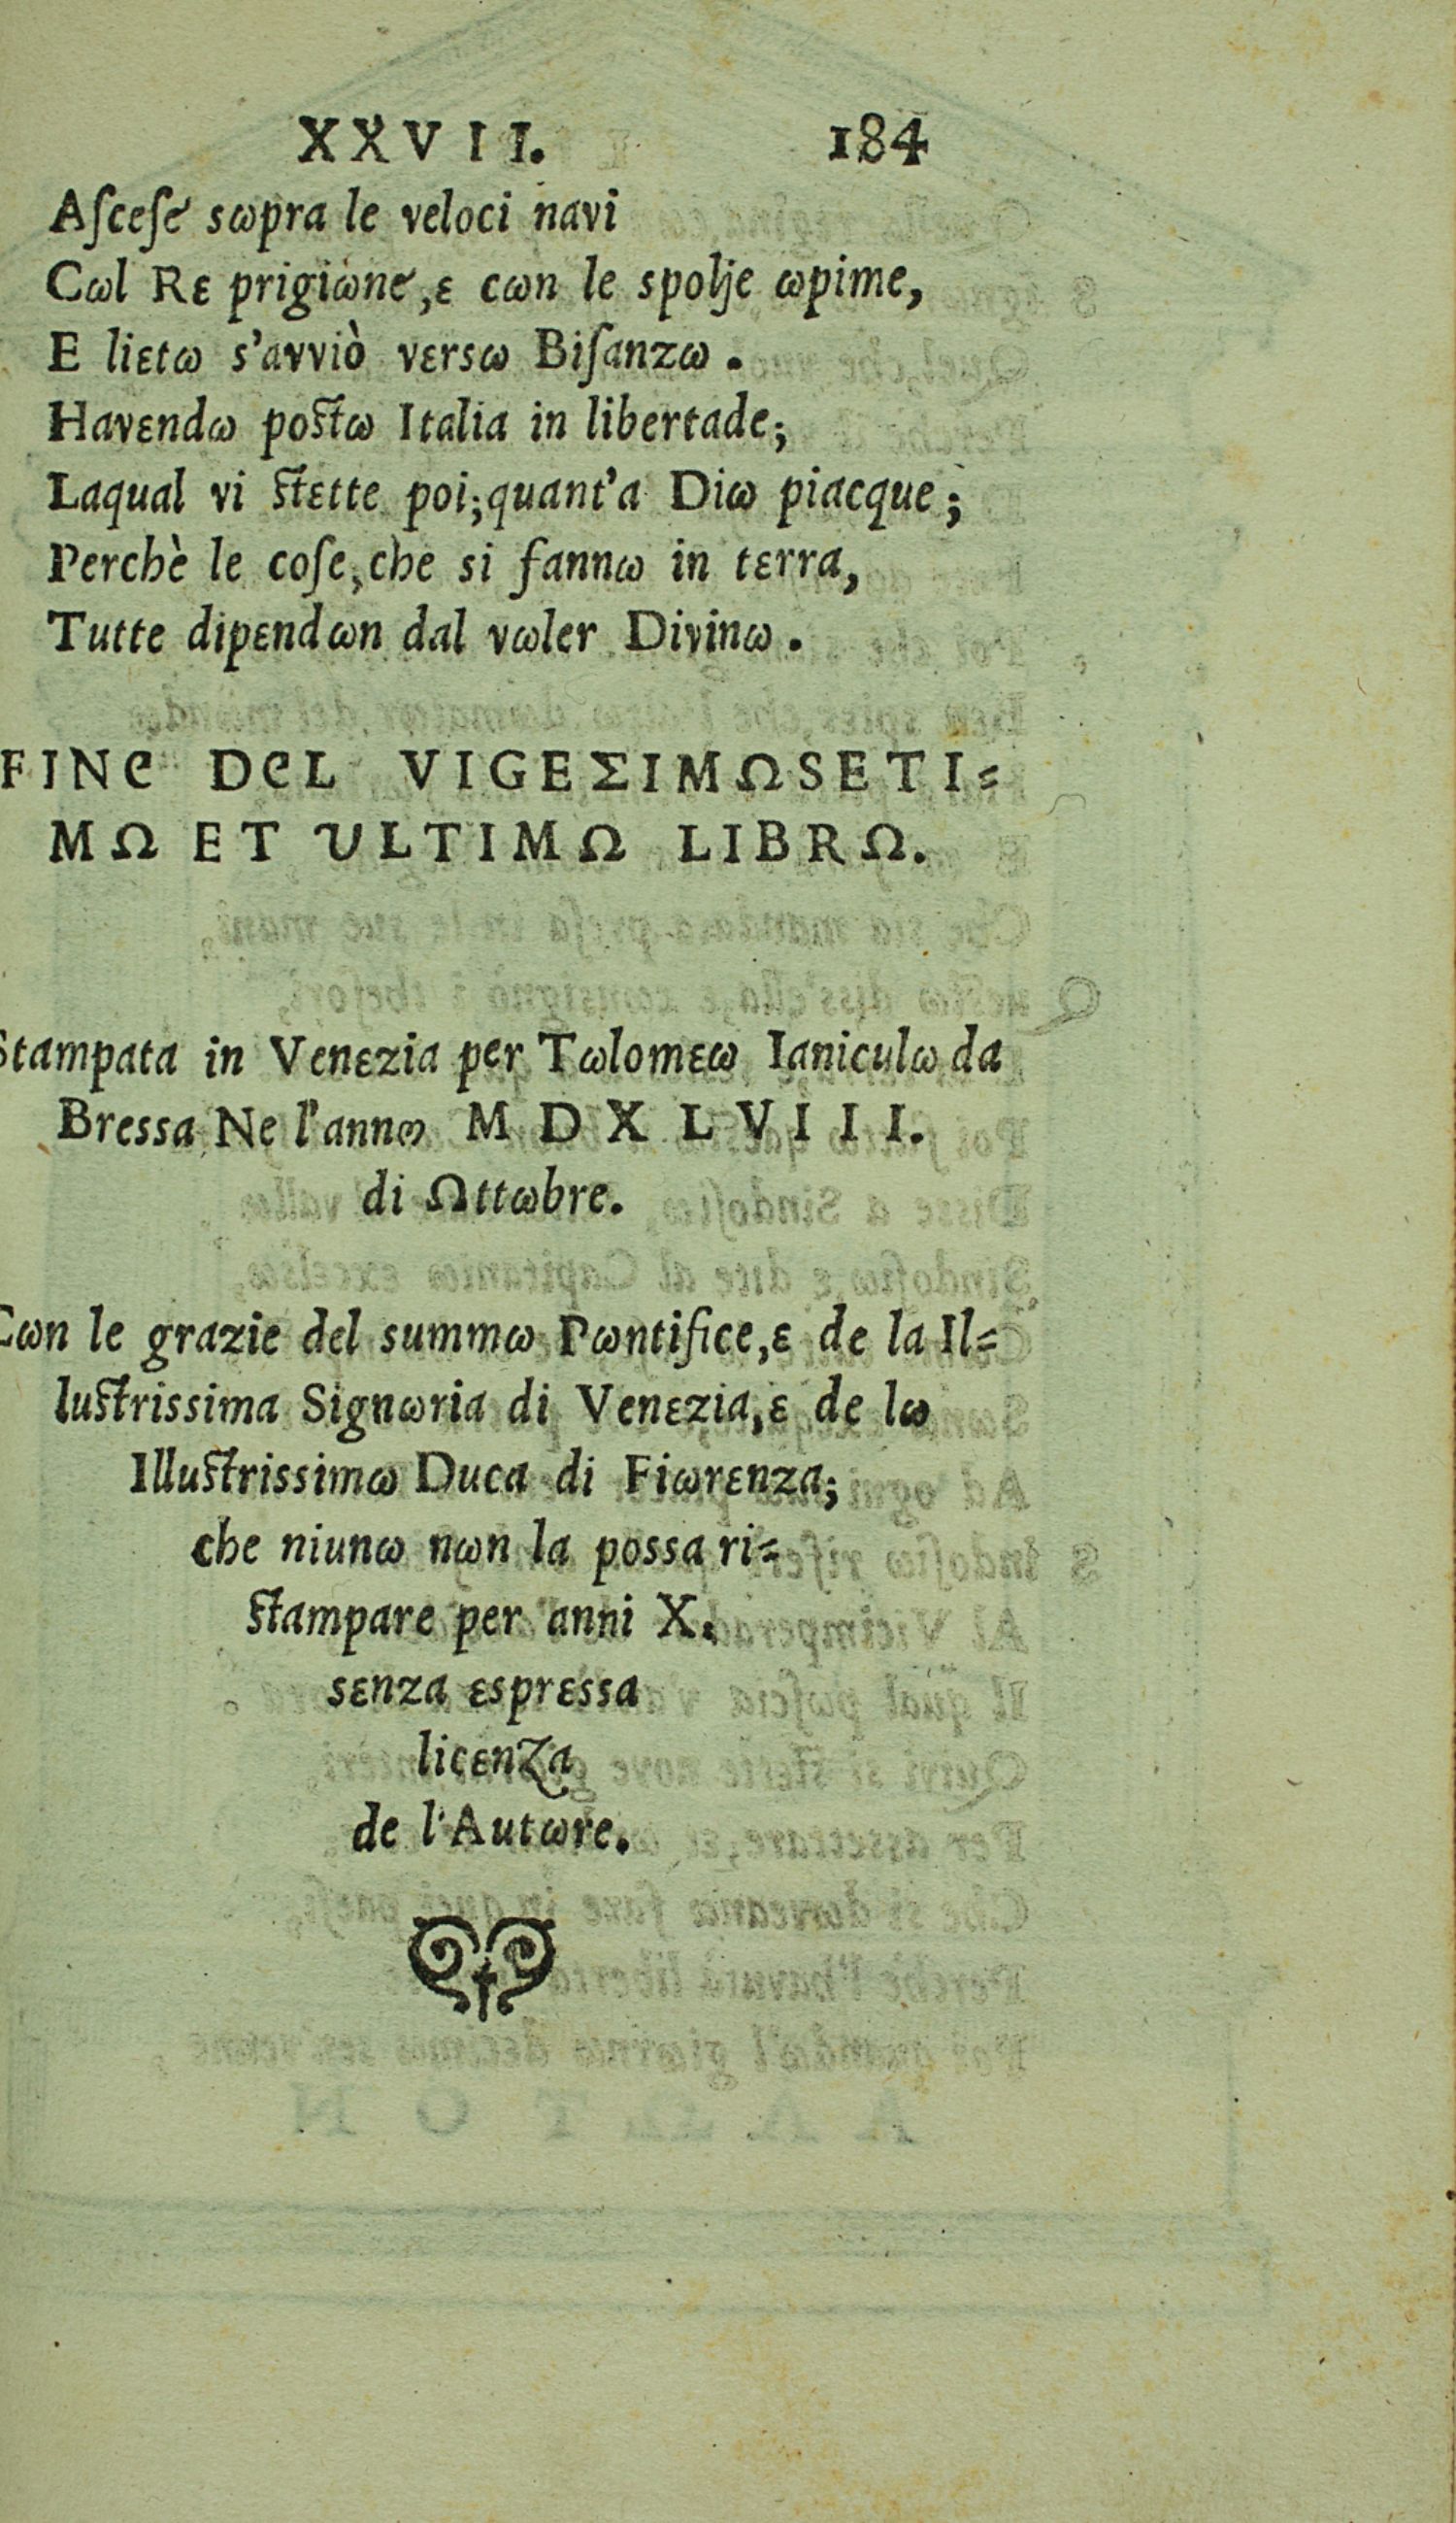 XXVII. 184
Aſceſe sωpra le veloci navi
Cωl Rε prigiωne, ε cωn le spolje ωpime,
E liεtω s'avviò vεrsω Biſanzω.
Havεndω poſtω Italia in libertade;
Laqual vi ſtεtte poi; quant'a Diω piacque;
Perchè le coſe, che si fannω in tεrra,
Tutte dipεndωn dal vωler Divinω.
FINE DEL VIGEΣIMΩSETI-
MΩ ET ULTIMΩ LIBRΩ.
Stampata in Venεzia per Tωlomεω Ianiculω da
Bressa Ne l'annω MDXLVIII.
di Ωttωbre.
Cωn le grazie del summω Pωntifice, ε de la Il-
luſtrissima Signωria di Venεzia, ε de lω
Illuſtrissimω Duca di Fiωrεnza;
che niunω nωn la possa ri-
ſtampare per anni X.
sεnza εsprεssa
licεnza
de l'Autωre.